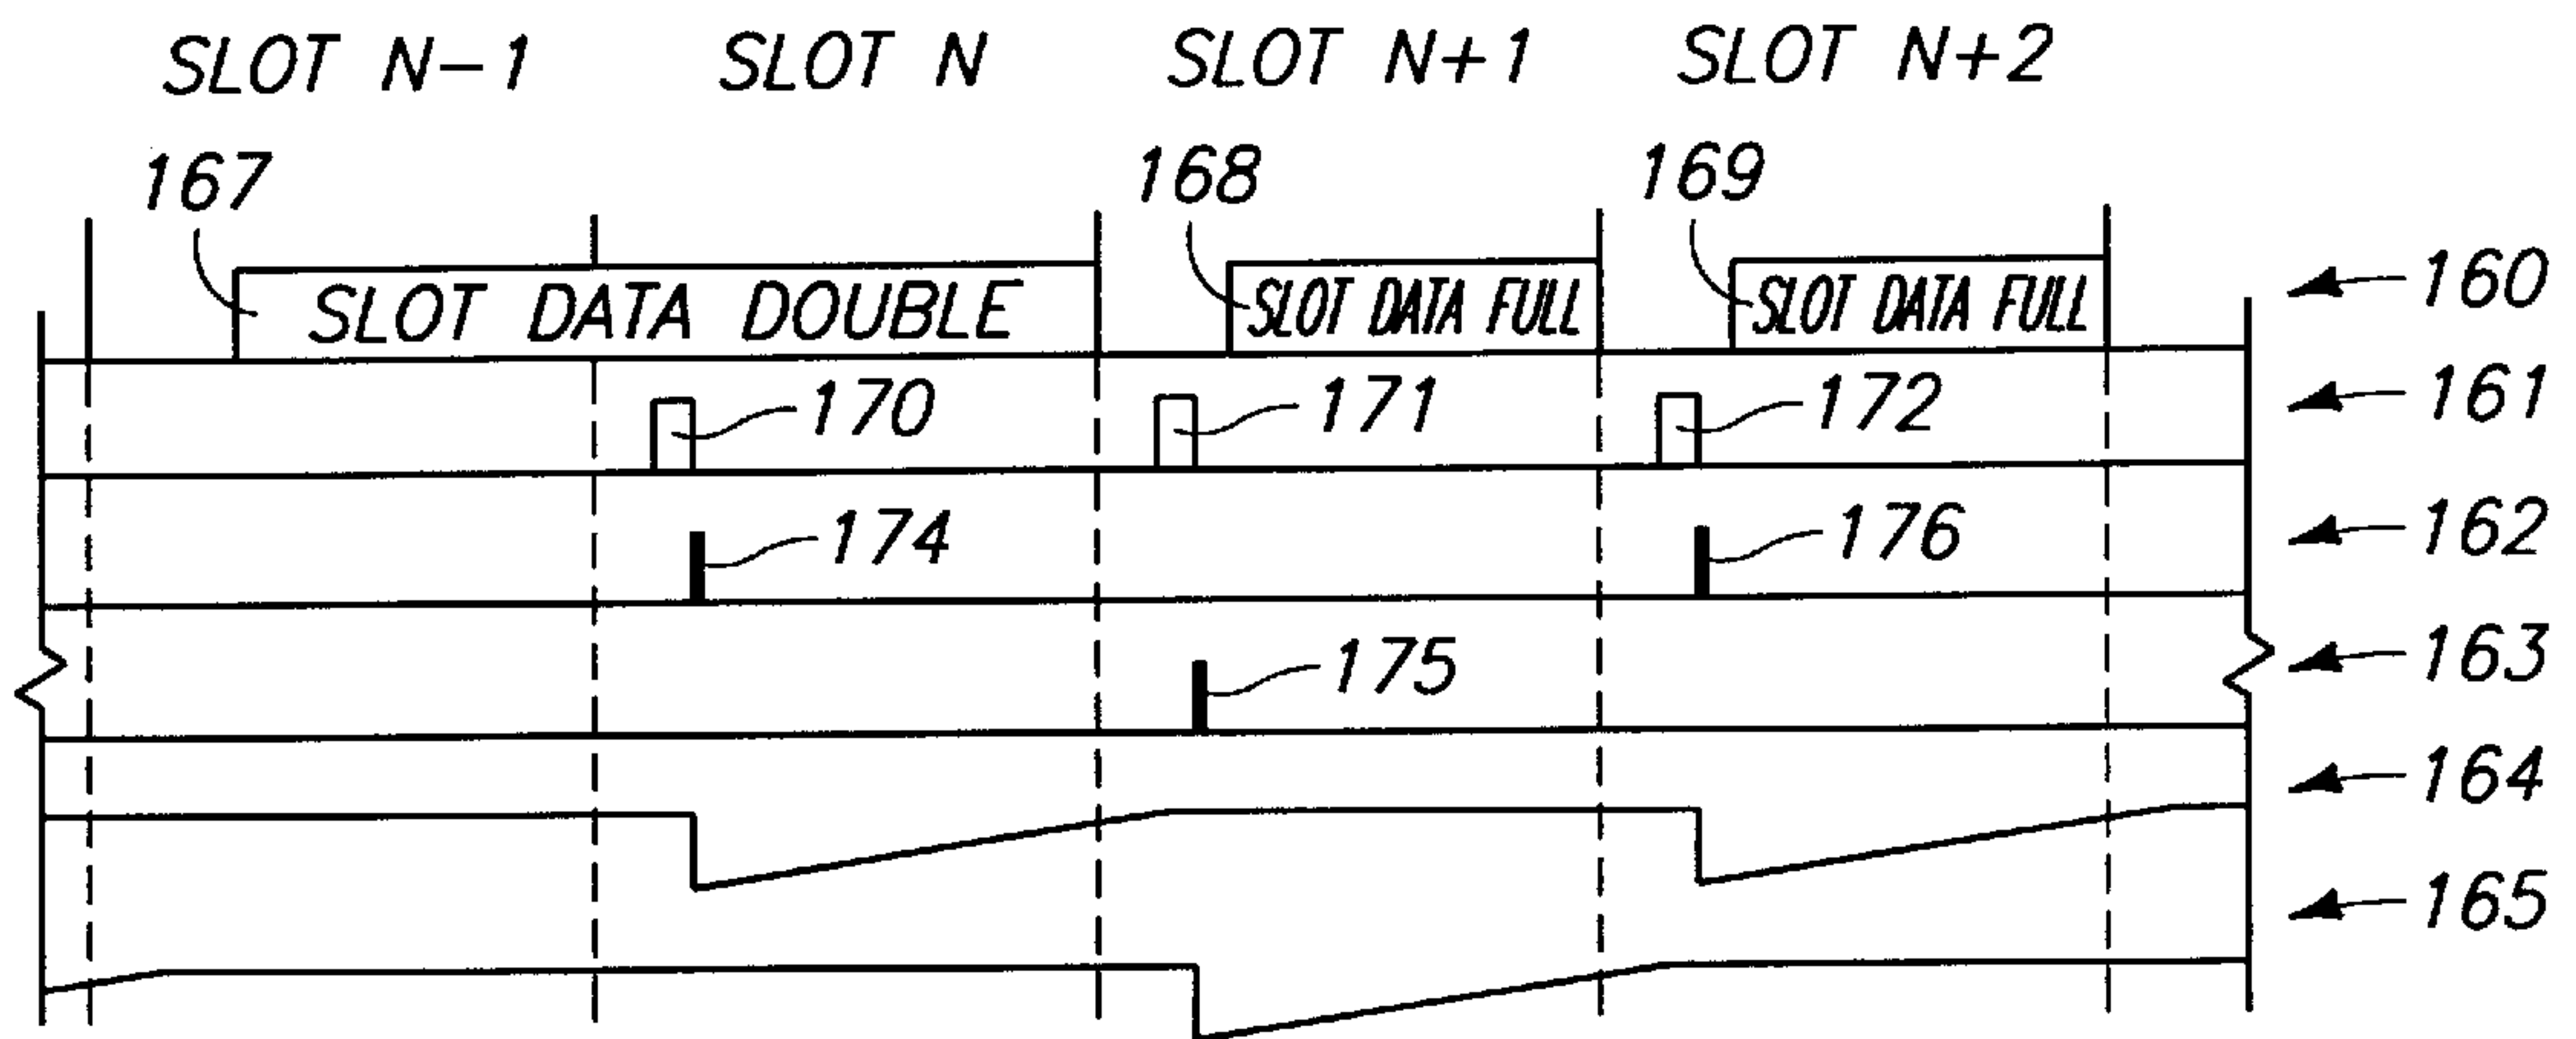 SLOT N-1 SLOT N SLOT N+1 SLOT N+2
167 168 169
SLOT DATA DOUBLE SLOT DATA FULL SLOT DATA FULL 160
170 171 172 161
174 176 162
175 163
164
165